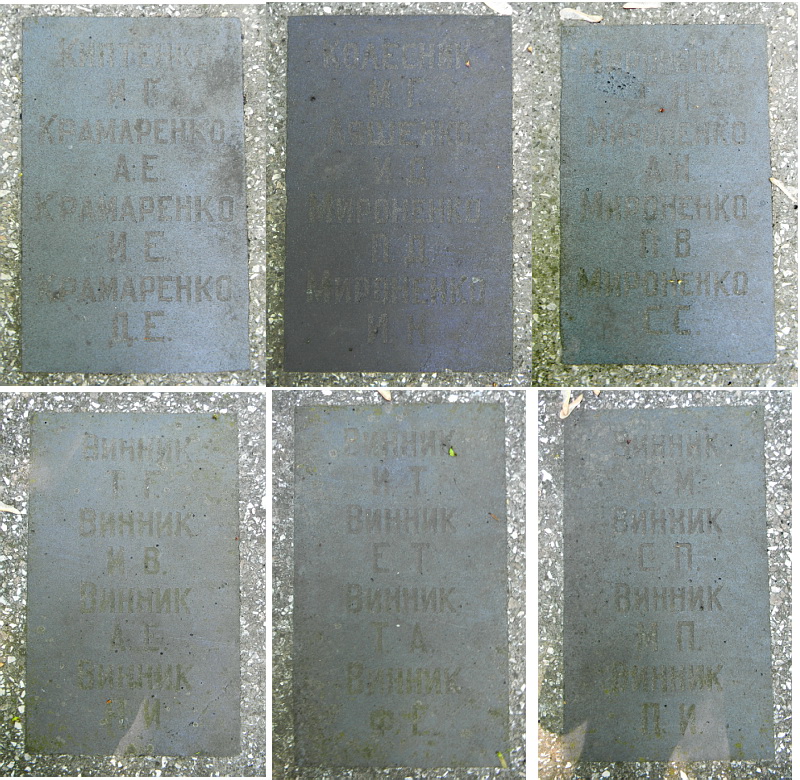 И. С.
КРАМАРЕНКО
А. Е.
КРАМАРЕНКО
И. Е.
КРАМАРЕНКО
Д. Е.
КОЛЕСНИК
М. Г.
И. Д.
МИРОНЕНКО
П. Д.
МИРОНЕНКО
И. Н.
МИРОНЕНКО
А. И.
МИРОНЕНКО
П. В.
МИРОНЕНКО
С. С.
ВИННИК
Т. Г.
ВИННИК
И. В.
ВИННИК
А. Е.
ВИННИК
ВИННИК
И. Т.
ВИННИК
Е. Т.
ВИННИК
Т. А.
ВИННИК
Ф. С.
ВИННИК
М.
ВИННИК
С. П.
ВИННИК
М. П.
ВИННИК
П. И.